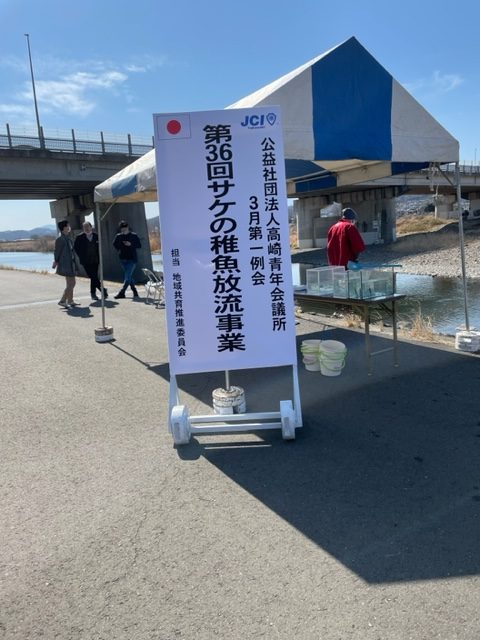 JCI
公益社団法人高崎青年会議所
3月第一例会
第36回サケの稚魚放流事業
担当 地域共育推進委員会